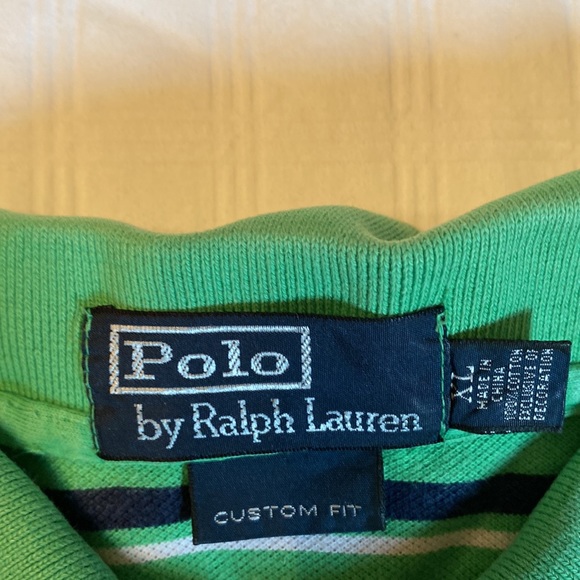 Polo
by Ralph Lauren
XL
MADE IN
CHINA
100% COTTON
EXCLUSIVE OF
DECORATION
CUSTOM FIT